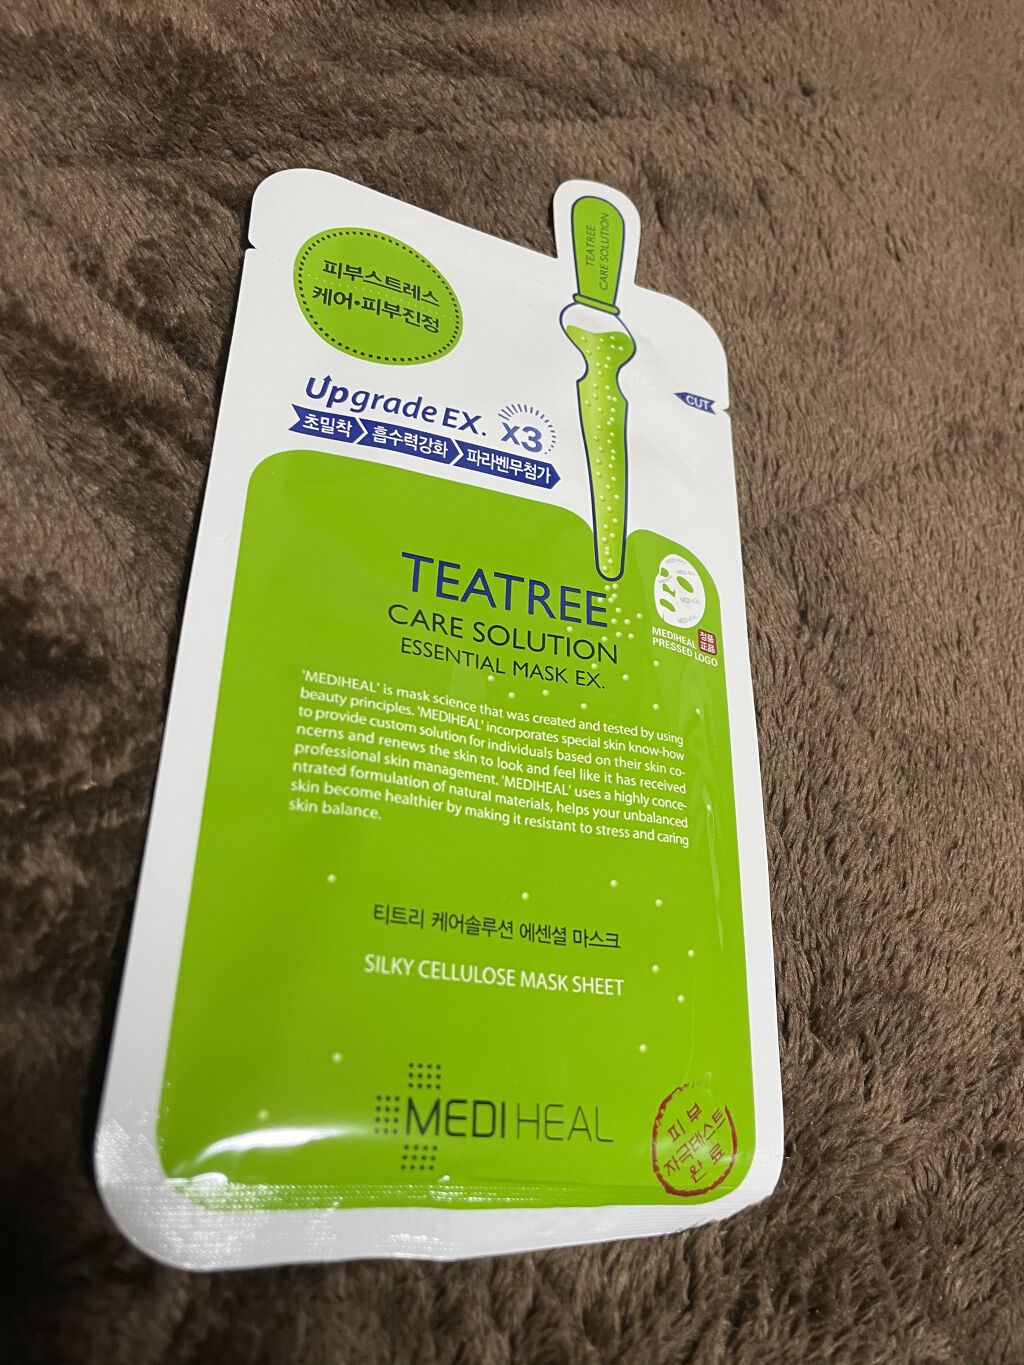 피부스트레스
케어•피부진정
TEATREE
CARE SOLUTION
CUT
Upgrade EX. x3
초밀착 흡수력강화 파라벤무첨가
TEATREE
CARE SOLUTION
ESSENTIAL MASK EX.
MEDIHEAL
PRESSED LOGO
정품
正品
'MEDIHEAL' is mask science that was created and tested by using
beauty principles. 'MEDIHEAL' incorporates special skin know-how
to provide custom solution for individuals based on their skin co-
ncerns and renews the skin to look and feel like it has received
professional skin management. 'MEDIHEAL' uses a highly conce-
ntrated formulation of natural materials, helps your unbalanced
skin become healthier by making it resistant to stress and caring
skin balance.
티트리 케어솔루션 에센셜 마스크
SILKY CELLULOSE MASK SHEET
MEDIHEAL
피부
자극테스트
완료